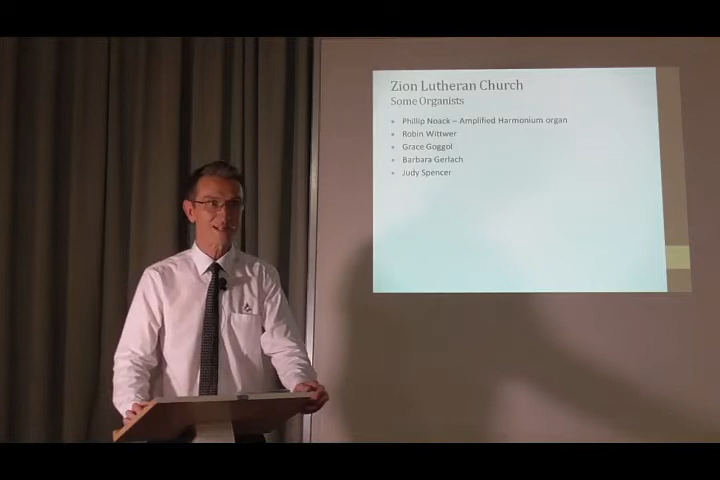 Zion Lutheran Church
Some Organists
• Phillip Noack – Amplified Harmonium organ
• Robin Wittwer
• Grace Goggol
• Barbara Gerlach
• Judy Spencer